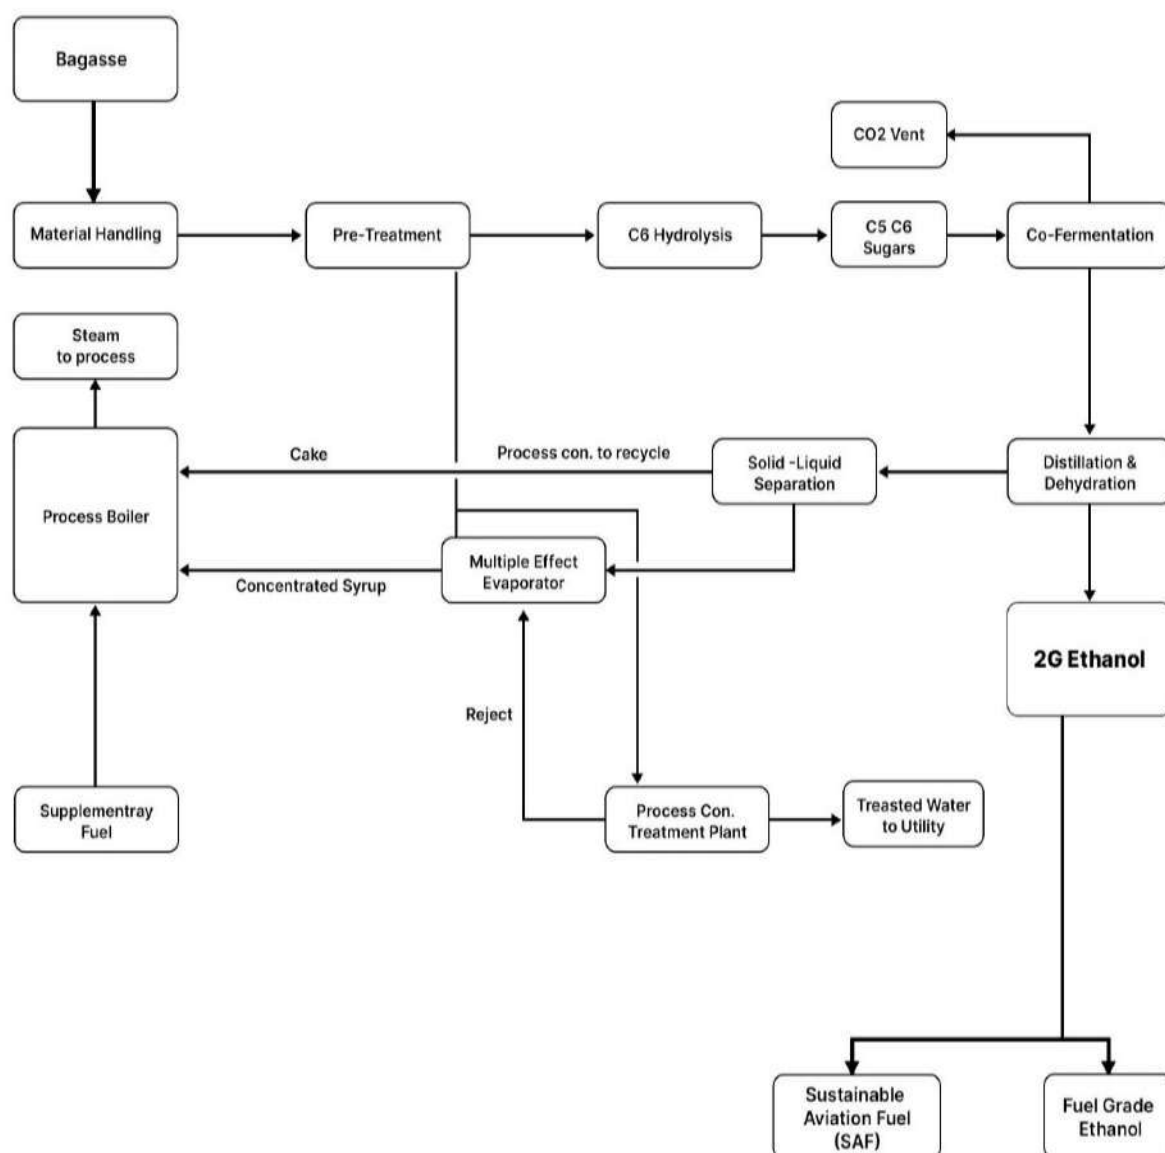 Bagasse
CO2 Vent
Material Handling
Pre-Treatment
C6 Hydrolysis
C5 C6
Sugars
Co-Fermentation
Steam
to process
Cake
Process con. to recycle
Solid -Liquid
Separation
Distillation &
Dehydration
Process Boiler
Multiple Effect
Evaporator
Concentrated Syrup
2G Ethanol
Reject
Supplementray
Fuel
Process Con.
Treatment Plant
Treasted Water
to Utility
Sustainable
Aviation Fuel
(SAF)
Fuel Grade
Ethanol